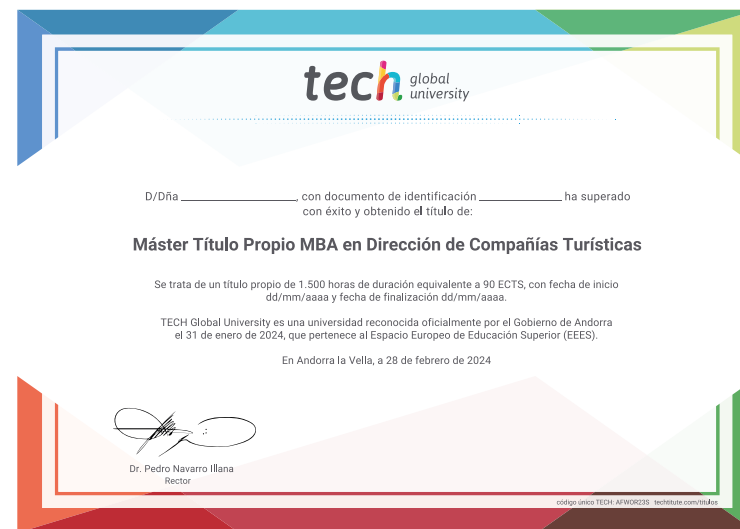 tech global university
D/Dña ______________, con documento de identificación __________ ha superado
con éxito y obtenido el título de:
Máster Título Propio MBA en Dirección de Compañías Turísticas
Se trata de un título propio de 1.500 horas de duración equivalente a 90 ECTS, con fecha de inicio
dd/mm/aaaa y fecha de finalización dd/mm/aaaa.
TECH Global University es una universidad reconocida oficialmente por el Gobierno de Andorra
el 31 de enero de 2024, que pertenece al Espacio Europeo de Educación Superior (EEES).
En Andorra la Vella, a 28 de febrero de 2024
Dr. Pedro Navarro Illana
Rector
código único TECH: AFWOR23S techtitute.com/titulos